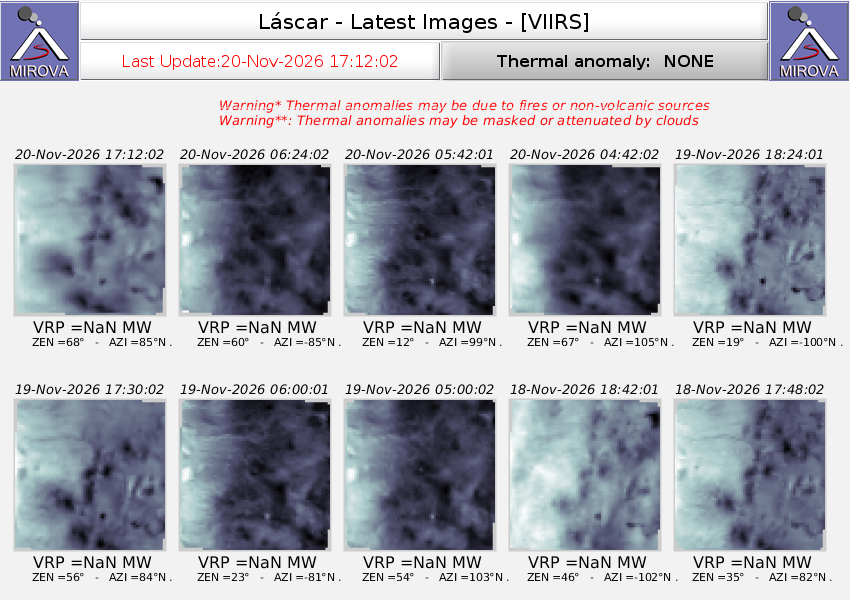 MIROVA
Láscar - Latest Images - [VIIRS]
MIROVA
Last Update:20-Nov-2026 17:12:02
Thermal anomaly: NONE
Warning* Thermal anomalies may be due to fires or non-volcanic sources
Warning**: Thermal anomalies may be masked or attenuated by clouds
20-Nov-2026 17:12:02 20-Nov-2026 06:24:02 20-Nov-2026 05:42:01 20-Nov-2026 04:42:02 19-Nov-2026 18:24:01
VRP =NaN MW VRP =NaN MW VRP =NaN MW VRP =NaN MW VRP =NaN MW
ZEN =68° - AZI =85°N . ZEN =60° - AZI =-85°N . ZEN =12° - AZI =99°N . ZEN =67° - AZI =105°N . ZEN =19° - AZI =-100°N .
19-Nov-2026 17:30:02 19-Nov-2026 06:00:01 19-Nov-2026 05:00:02 18-Nov-2026 18:42:01 18-Nov-2026 17:48:02
VRP =NaN MW VRP =NaN MW VRP =NaN MW VRP =NaN MW VRP =NaN MW
ZEN =56° - AZI =84°N . ZEN =23° - AZI =-81°N . ZEN =54° - AZI =103°N . ZEN =46° - AZI =-102°N . ZEN =35° - AZI =82°N .